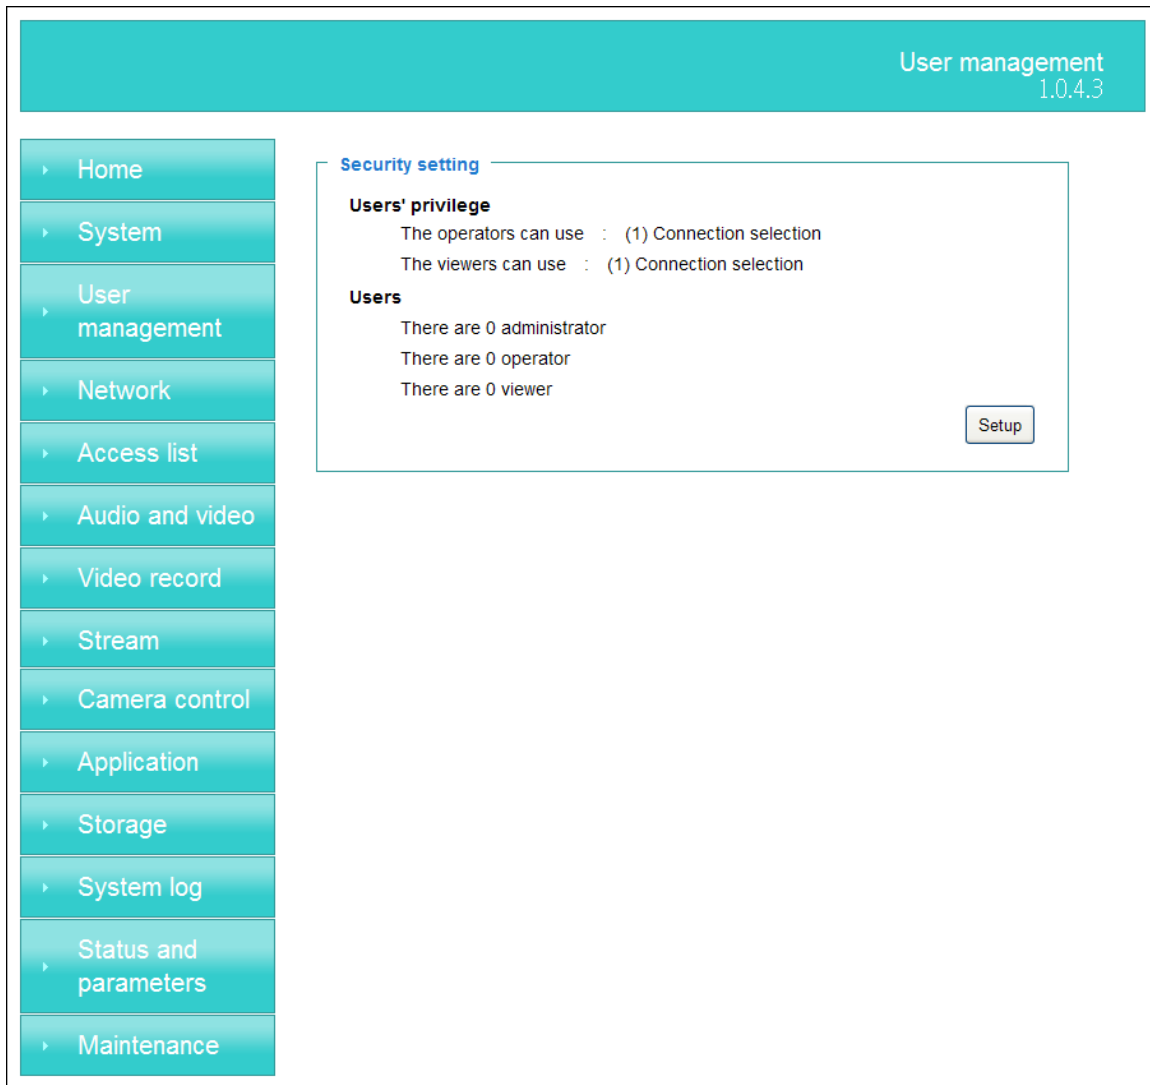 User management
1.0.4.3
Home
System
User
management
Network
Access list
Audio and video
Video record
Stream
Camera control
Application
Storage
System log
Status and
parameters
Maintenance
Security setting
Users' privilege
The operators can use : (1) Connection selection
The viewers can use : (1) Connection selection
Users
There are 0 administrator
There are 0 operator
There are 0 viewer
Setup